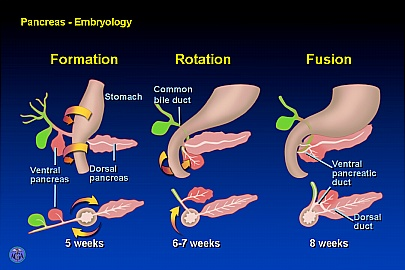 Pancreas - Embryology
Formation
Rotation
Fusion
Stomach
Common
bile duct
Ventral
pancreas
Dorsal
pancreas
Ventral
pancreatic
duct
Dorsal
duct
5 weeks
6-7 weeks
8 weeks